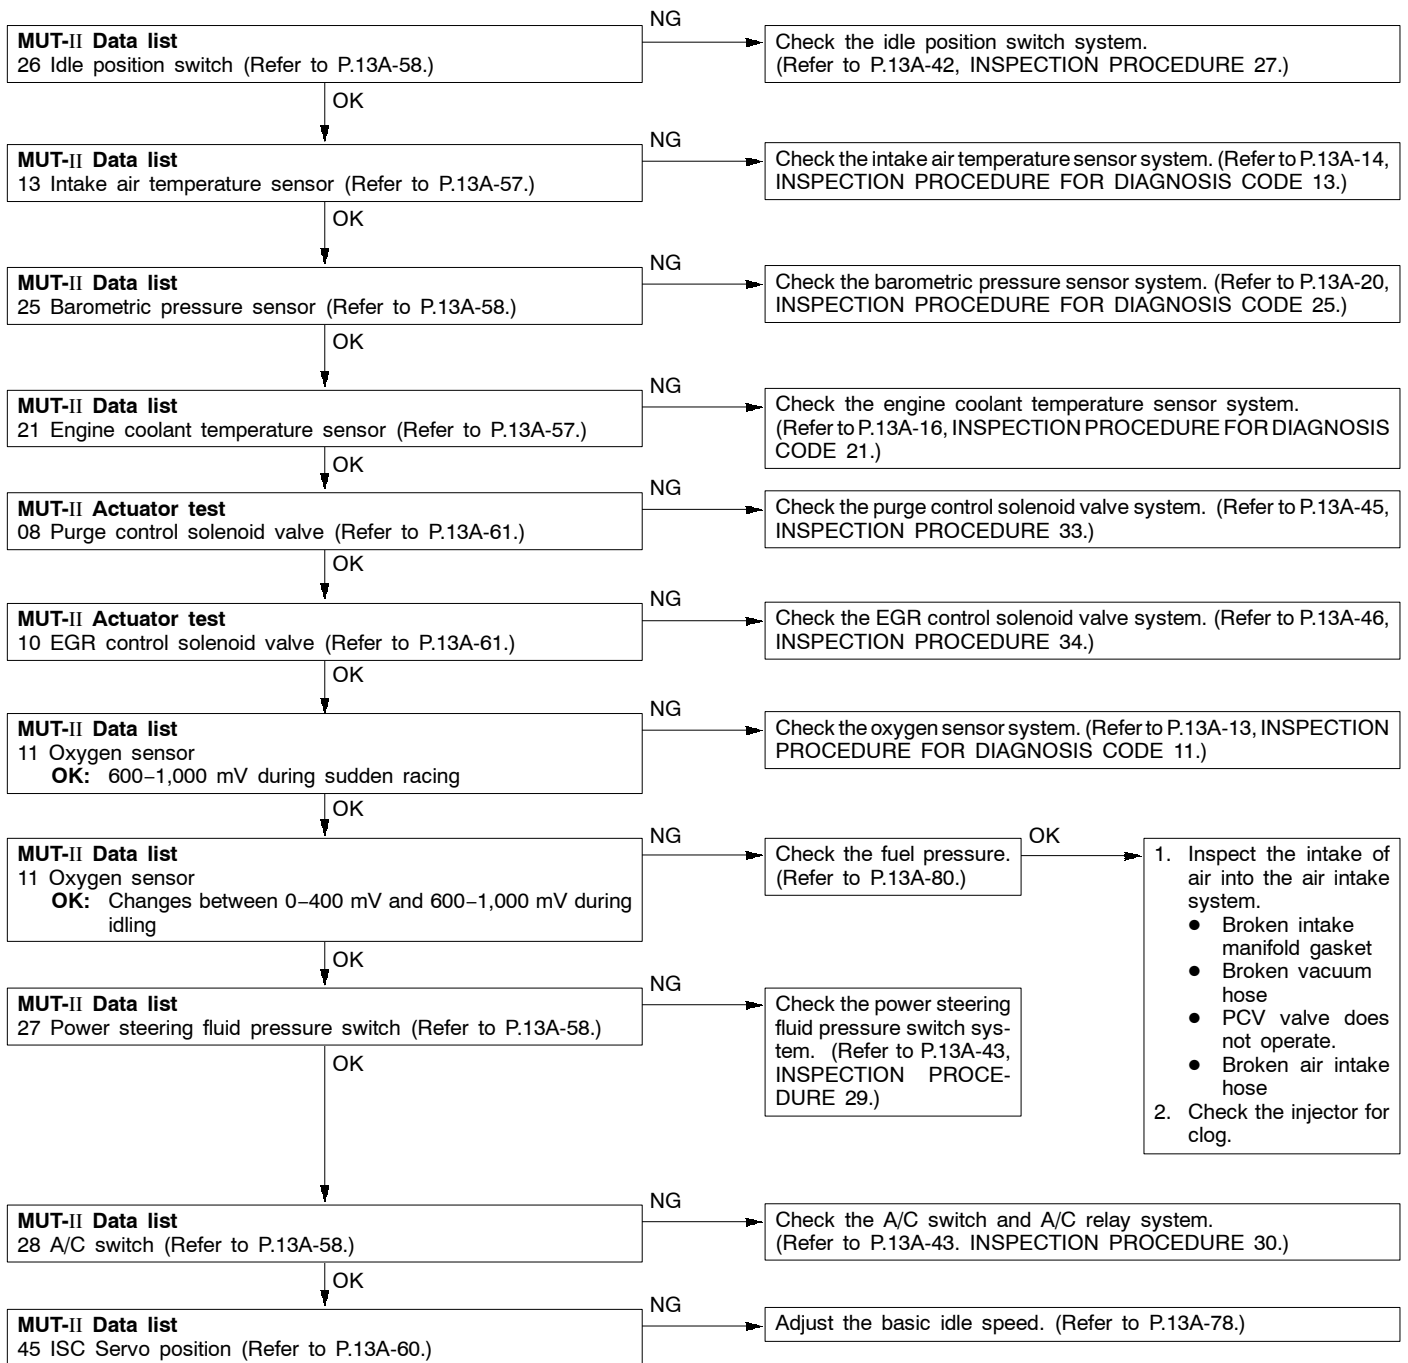 NG
MUT-II Data list
26 Idle position switch (Refer to P.13A-58.)
Check the idle position switch system.
(Refer to P.13A-42, INSPECTION PROCEDURE 27.)
OK
NG
MUT-II Data list
13 Intake air temperature sensor (Refer to P.13A-57.)
Check the intake air temperature sensor system. (Refer to P.13A-14,
INSPECTION PROCEDURE FOR DIAGNOSIS CODE 13.)
OK
NG
MUT-II Data list
25 Barometric pressure sensor (Refer to P.13A-58.)
Check the barometric pressure sensor system. (Refer to P.13A-20,
INSPECTION PROCEDURE FOR DIAGNOSIS CODE 25.)
OK
NG
MUT-II Data list
21 Engine coolant temperature sensor (Refer to P.13A-57.)
Check the engine coolant temperature sensor system.
(Refer to P.13A-16, INSPECTION PROCEDURE FOR DIAGNOSIS
CODE 21.)
OK
NG
MUT-II Actuator test
08 Purge control solenoid valve (Refer to P.13A-61.)
Check the purge control solenoid valve system. (Refer to P.13A-45,
INSPECTION PROCEDURE 33.)
OK
NG
MUT-II Actuator test
10 EGR control solenoid valve (Refer to P.13A-61.)
Check the EGR control solenoid valve system. (Refer to P.13A-46,
INSPECTION PROCEDURE 34.)
OK
NG
MUT-II Data list
11 Oxygen sensor
OK: 600–1,000 mV during sudden racing
Check the oxygen sensor system. (Refer to P.13A-13, INSPECTION
PROCEDURE FOR DIAGNOSIS CODE 11.)
OK
NG
MUT-II Data list
11 Oxygen sensor
OK: Changes between 0–400 mV and 600–1,000 mV during
idling
Check the fuel pressure.
(Refer to P.13A-80.)
OK
1. Inspect the intake of
air into the air intake
system.
● Broken intake
manifold gasket
● Broken vacuum
hose
● PCV valve does
not operate.
● Broken air intake
hose
2. Check the injector for
clog.
OK
NG
MUT-II Data list
27 Power steering fluid pressure switch (Refer to P.13A-58.)
Check the power steering
fluid pressure switch sys-
tem. (Refer to P.13A-43,
INSPECTION PROCE-
DURE 29.)
OK
NG
MUT-II Data list
28 A/C switch (Refer to P.13A-58.)
Check the A/C switch and A/C relay system.
(Refer to P.13A-43. INSPECTION PROCEDURE 30.)
OK
NG
MUT-II Data list
45 ISC Servo position (Refer to P.13A-60.)
Adjust the basic idle speed. (Refer to P.13A-78.)